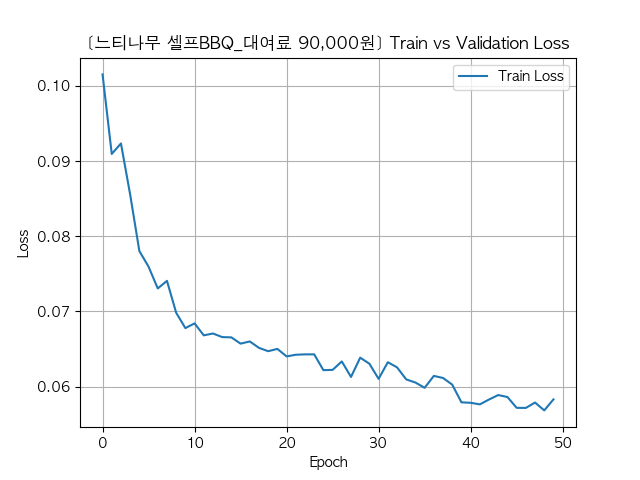 [느티나무 셀프BBQ_대여료 90,000원] Train vs Validation Loss
Train Loss
0.10
0.09
0.08
0.07
0.06
Loss
0 10 20 30 40 50
Epoch